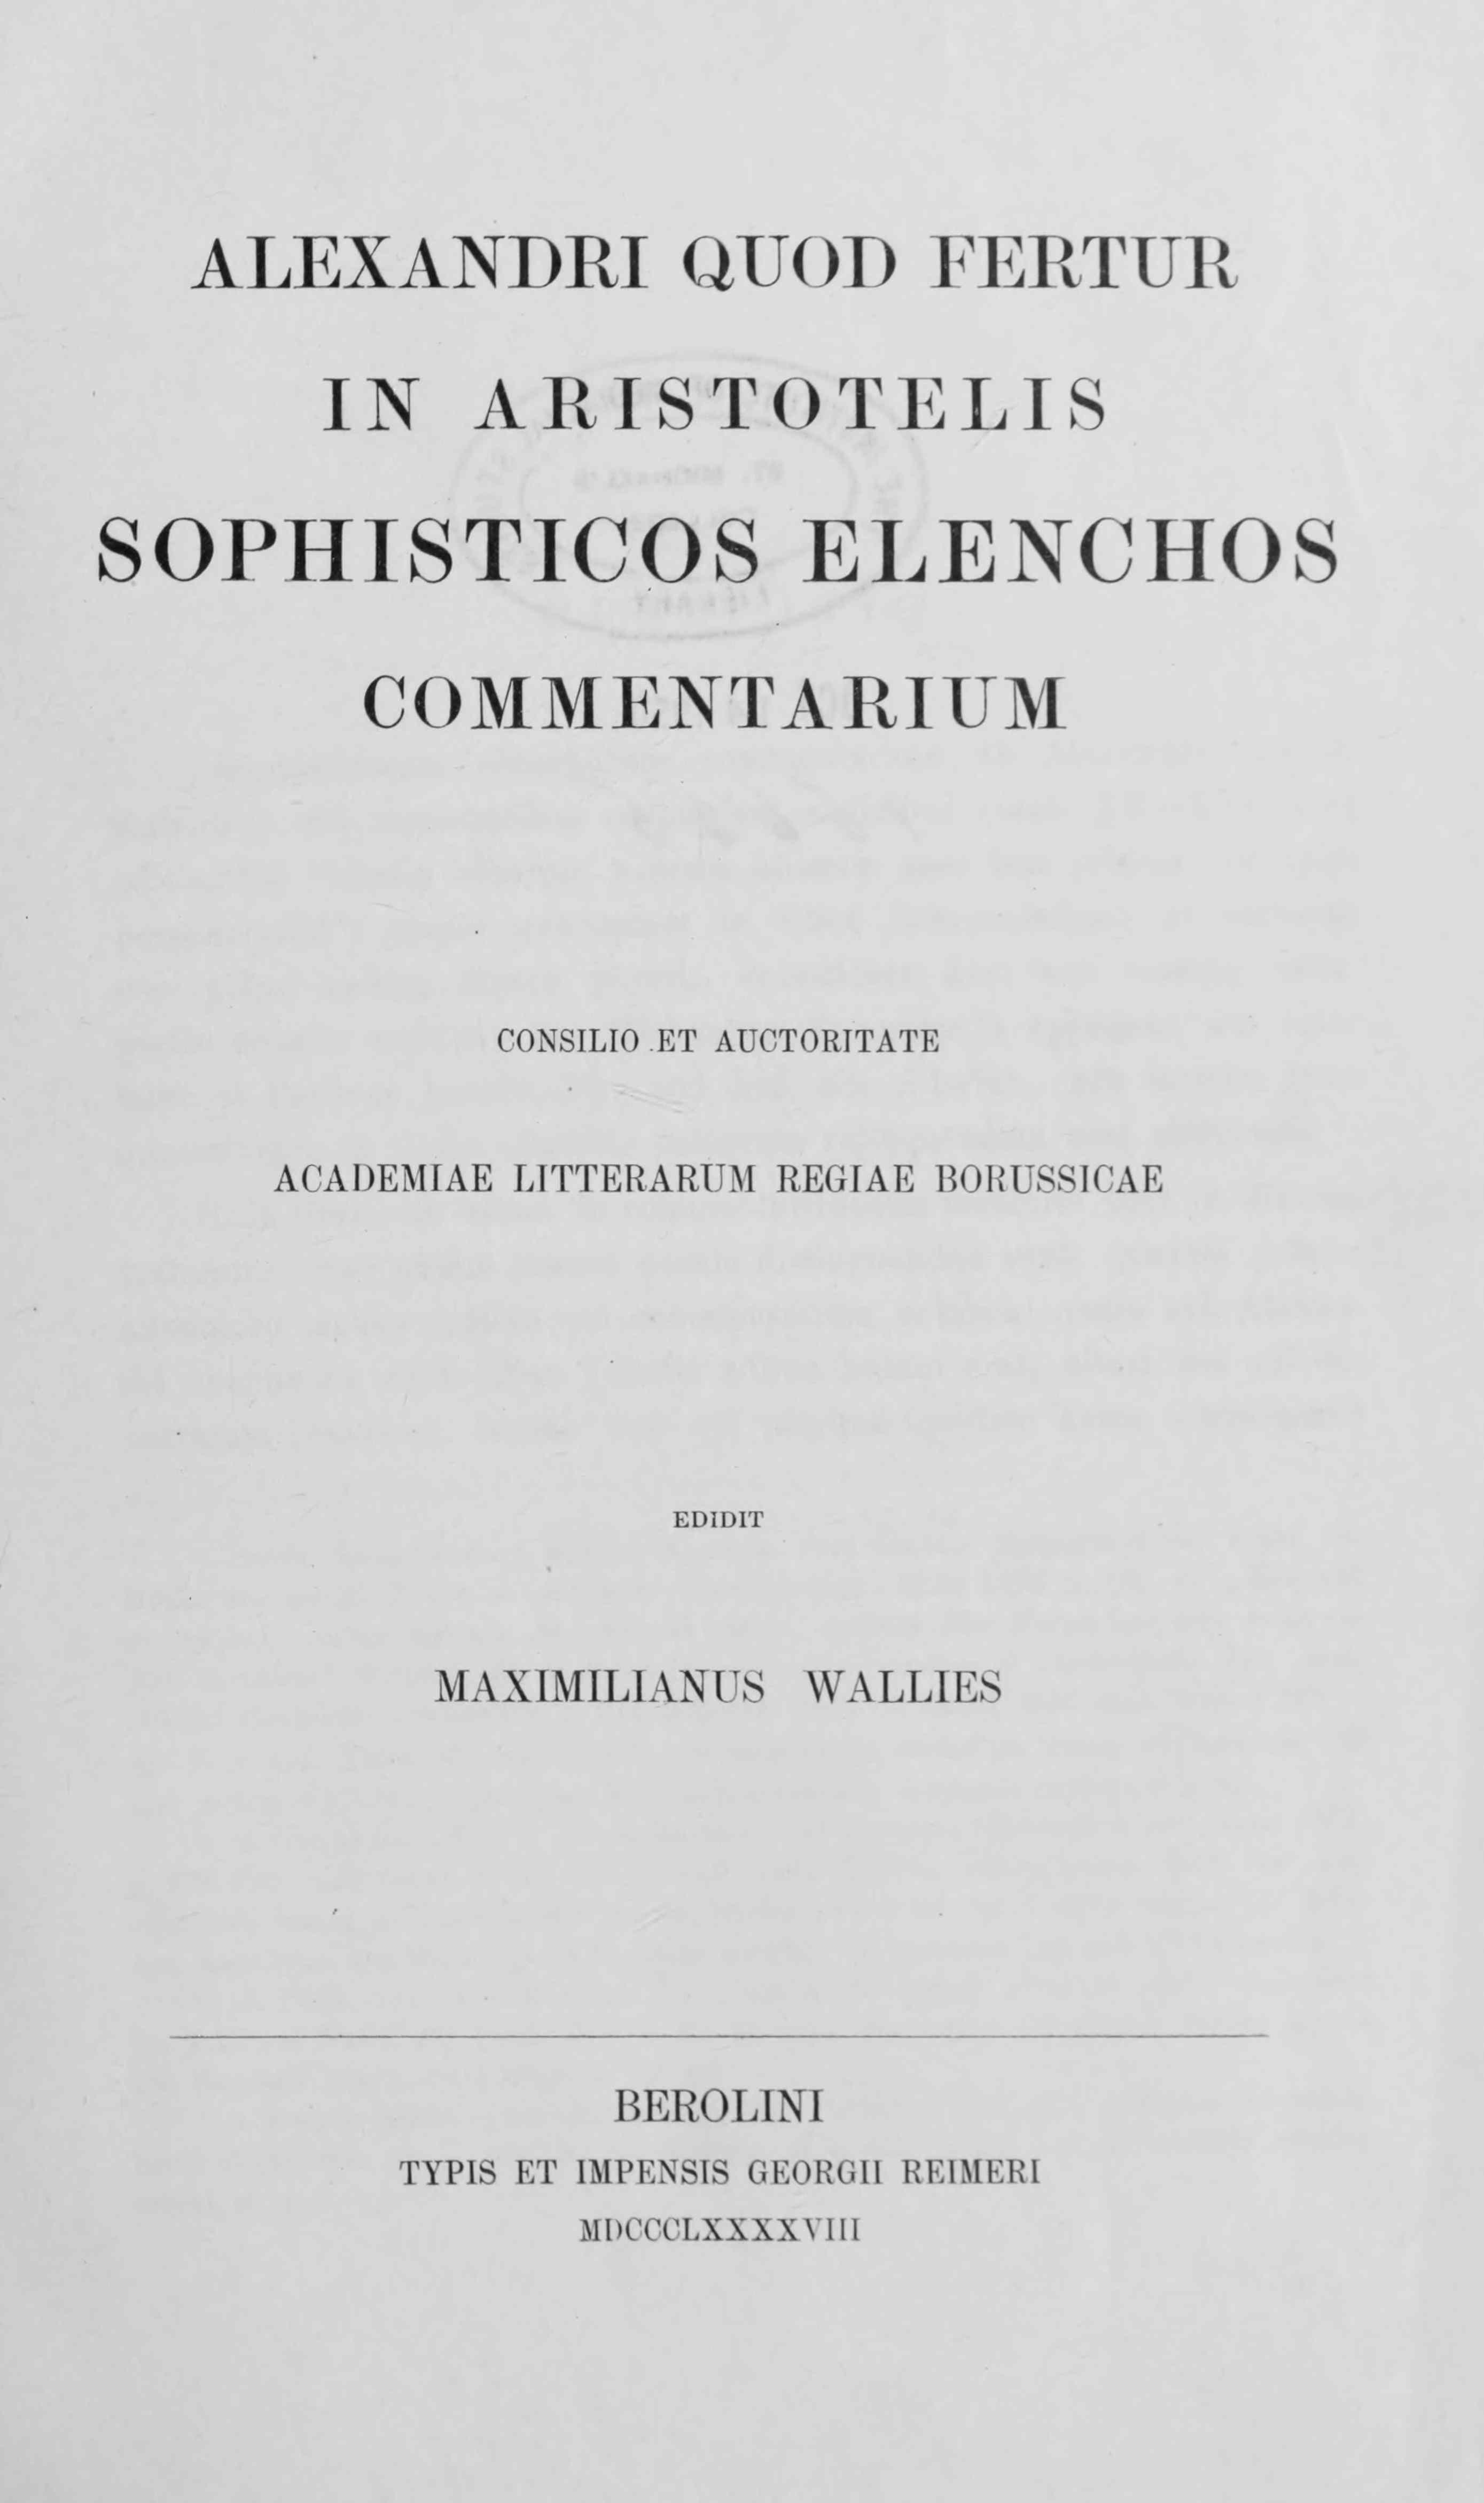 ALEXANDRI QUOD FERTUR
IN ARISTOTELIS
SOPHISTICOS ELENCHOS
COMMENTARIUM
CONSILIO ET AUCTORITATE
ACADEMIAE LITTERARUM REGIAE BORUSSICAE
EDIDIT
MAXIMILIANUS WALLIES
BEROLINI
TYPIS ET IMPENSIS GEORGII REIMERI
MDCCCLXXXXVIII